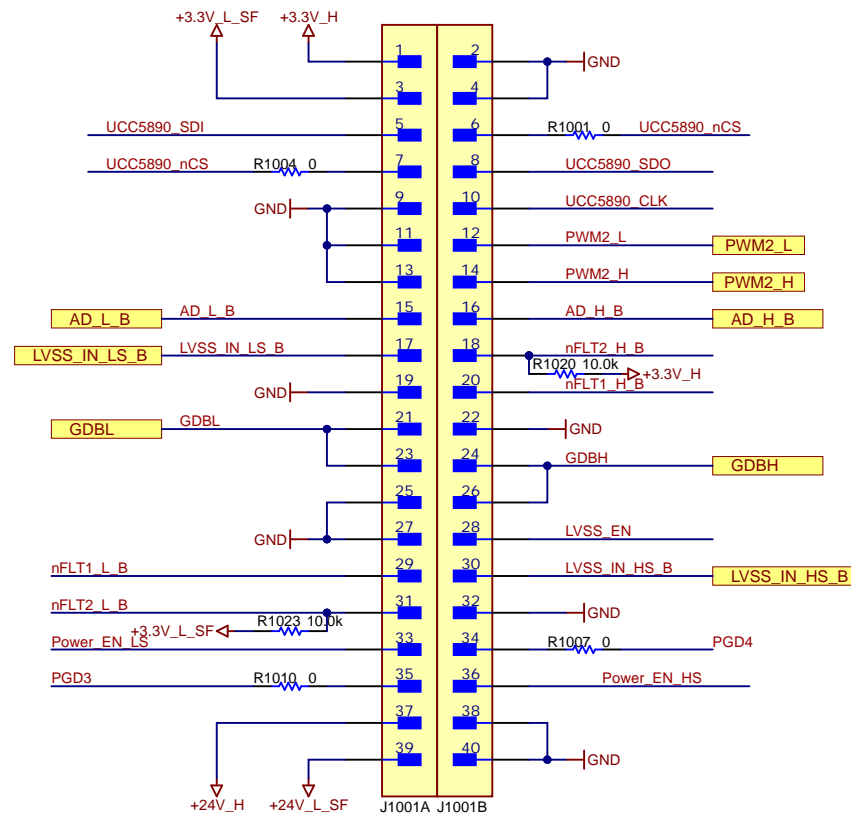 +3.3V_L_SF +3.3V_H
1 2 GND
3 4
UCC5890_SDI 5 6 R1001 0 UCC5890_nCS
UCC5890_nCS R1004 0 7 8 UCC5890_SDO
GND 9 10 UCC5890_CLK
11 12 PWM2_L PWM2_L
13 14 PWM2_H PWM2_H
AD_L_B AD_L_B 15 16 AD_H_B AD_H_B
LVSS_IN_LS_B LVSS_IN_LS_B 17 18 nFLT2_H_B
R1020 10.0k +3.3V_H
GND 19 20 nFLT1_H_B
GDBL GDBL 21 22 GND
23 24 GDBH GDBH
25 26
GND 27 28 LVSS_EN
nFLT1_L_B 29 30 LVSS_IN_HS_B LVSS_IN_HS_B
nFLT2_L_B 31 32 GND
+3.3V_L_SF R1023 10.0k
Power_EN_LS 33 34 R1007 0 PGD4
PGD3 R1010 0 35 36 Power_EN_HS
37 38
39 40 GND
+24V_H +24V_L_SF J1001A J1001B